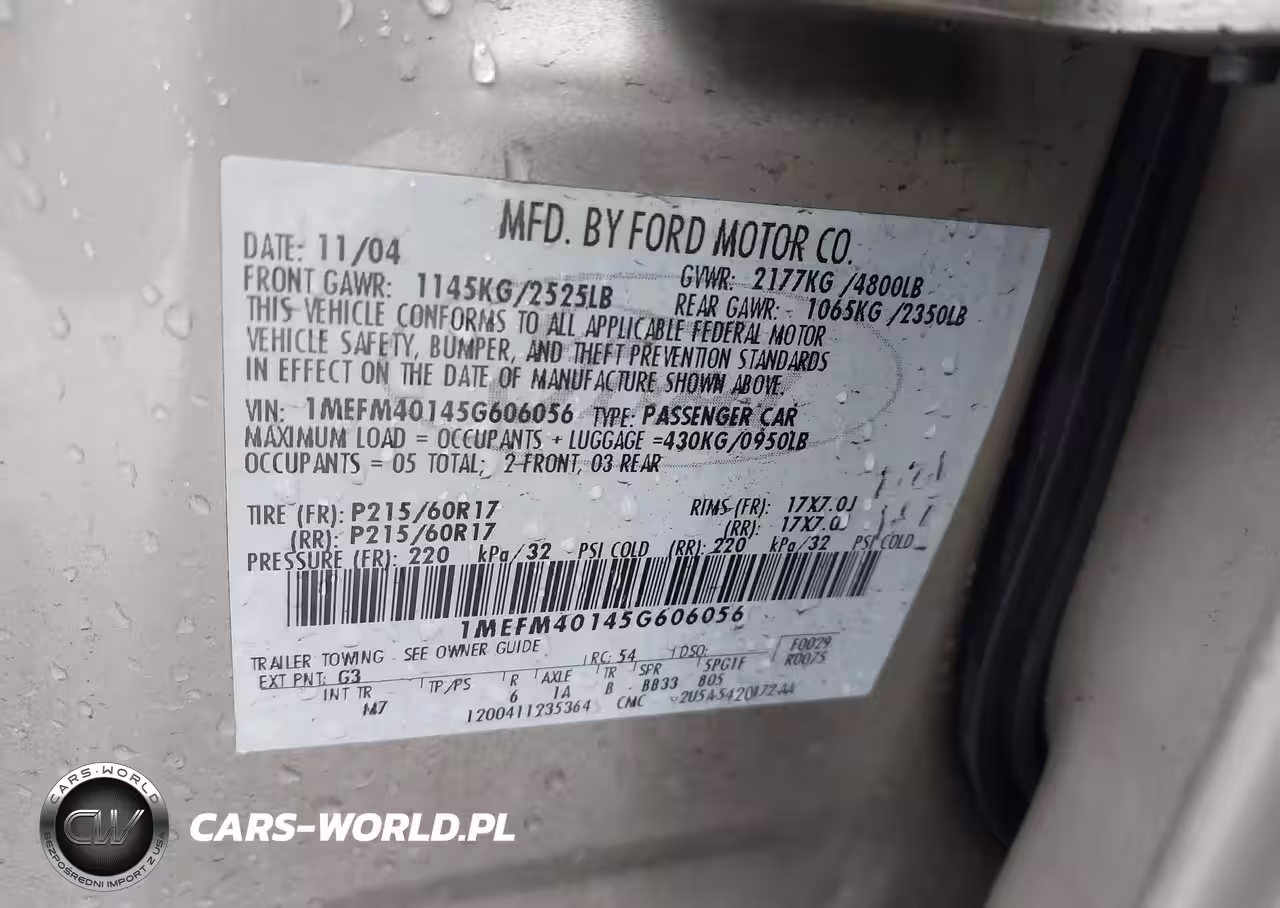 MFD. BY FORD MOTOR CO.
DATE: 11/04
GVWR: 2177KG /4800LB
FRONT GAWR: 1145KG/2525LB
REAR GAWR: 1065KG /2350LB
THIS VEHICLE CONFORMS TO ALL APPLICABLE FEDERAL MOTOR
VEHICLE SAFETY, BUMPER, AND THEFT PREVENTION STANDARDS
IN EFFECT ON THE DATE OF MANUFACTURE SHOWN ABOVE.
VIN: 1MEFM40145G606056 TYPE: PASSENGER CAR
MAXIMUM LOAD = OCCUPANTS + LUGGAGE =430KG/0950LB
OCCUPANTS = 05 TOTAL; 2-FRONT, 03 REAR
TIRE (FR): P215/60R17 RIMS (FR): 17X7.0J
(RR): P215/60R17 (RR): 17X7.0J
PRESSURE (FR): 220 kPa/32 PSI COLD (RR): 220 kPa/32 PSI COLD
1MEFM40145G606056
TRAILER TOWING - SEE OWNER GUIDE RC: 54 DSO: F0029
EXT PNT: G3 R0075
INT TR TP/PS R AXLE TR SPR SPGTF
M7 6 1A B BB33 805
1200411235364 CMC
CARS-WORLD
CW
BEZPOŚREDNI IMPORT Z USA
CARS-WORLD.PL